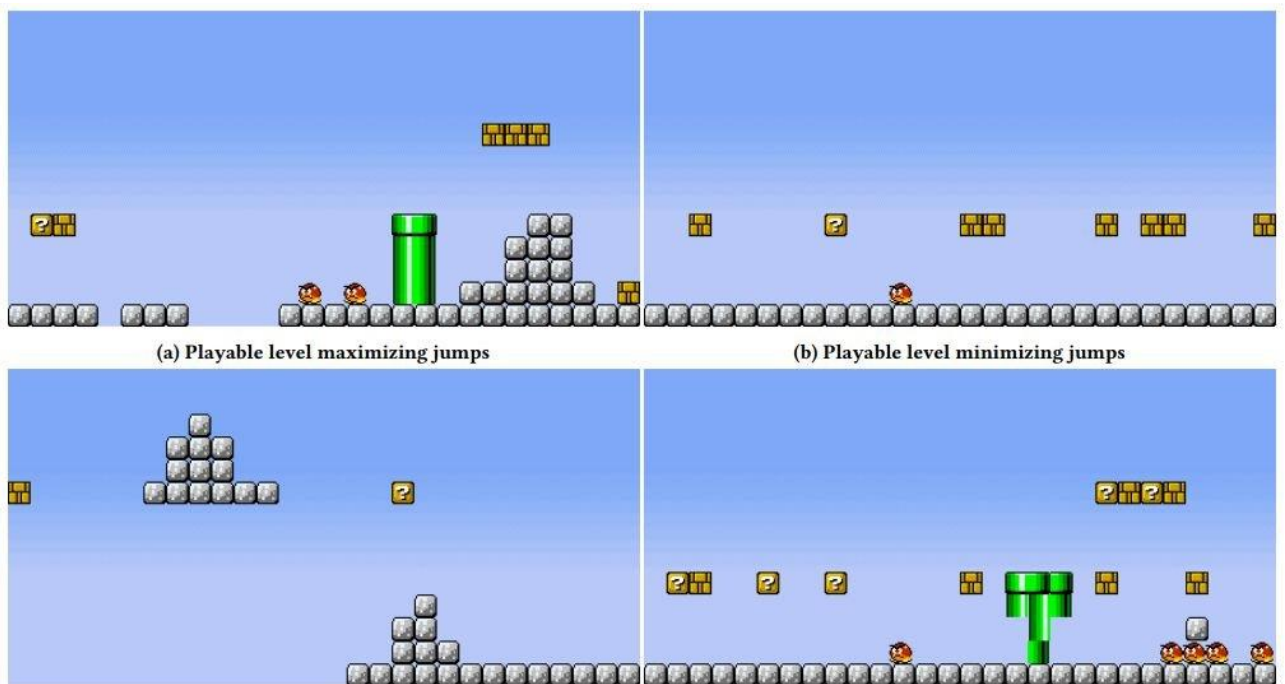 ?
(a) Playable level maximizing jumps
?
(b) Playable level minimizing jumps
?
? ?
? ? ?